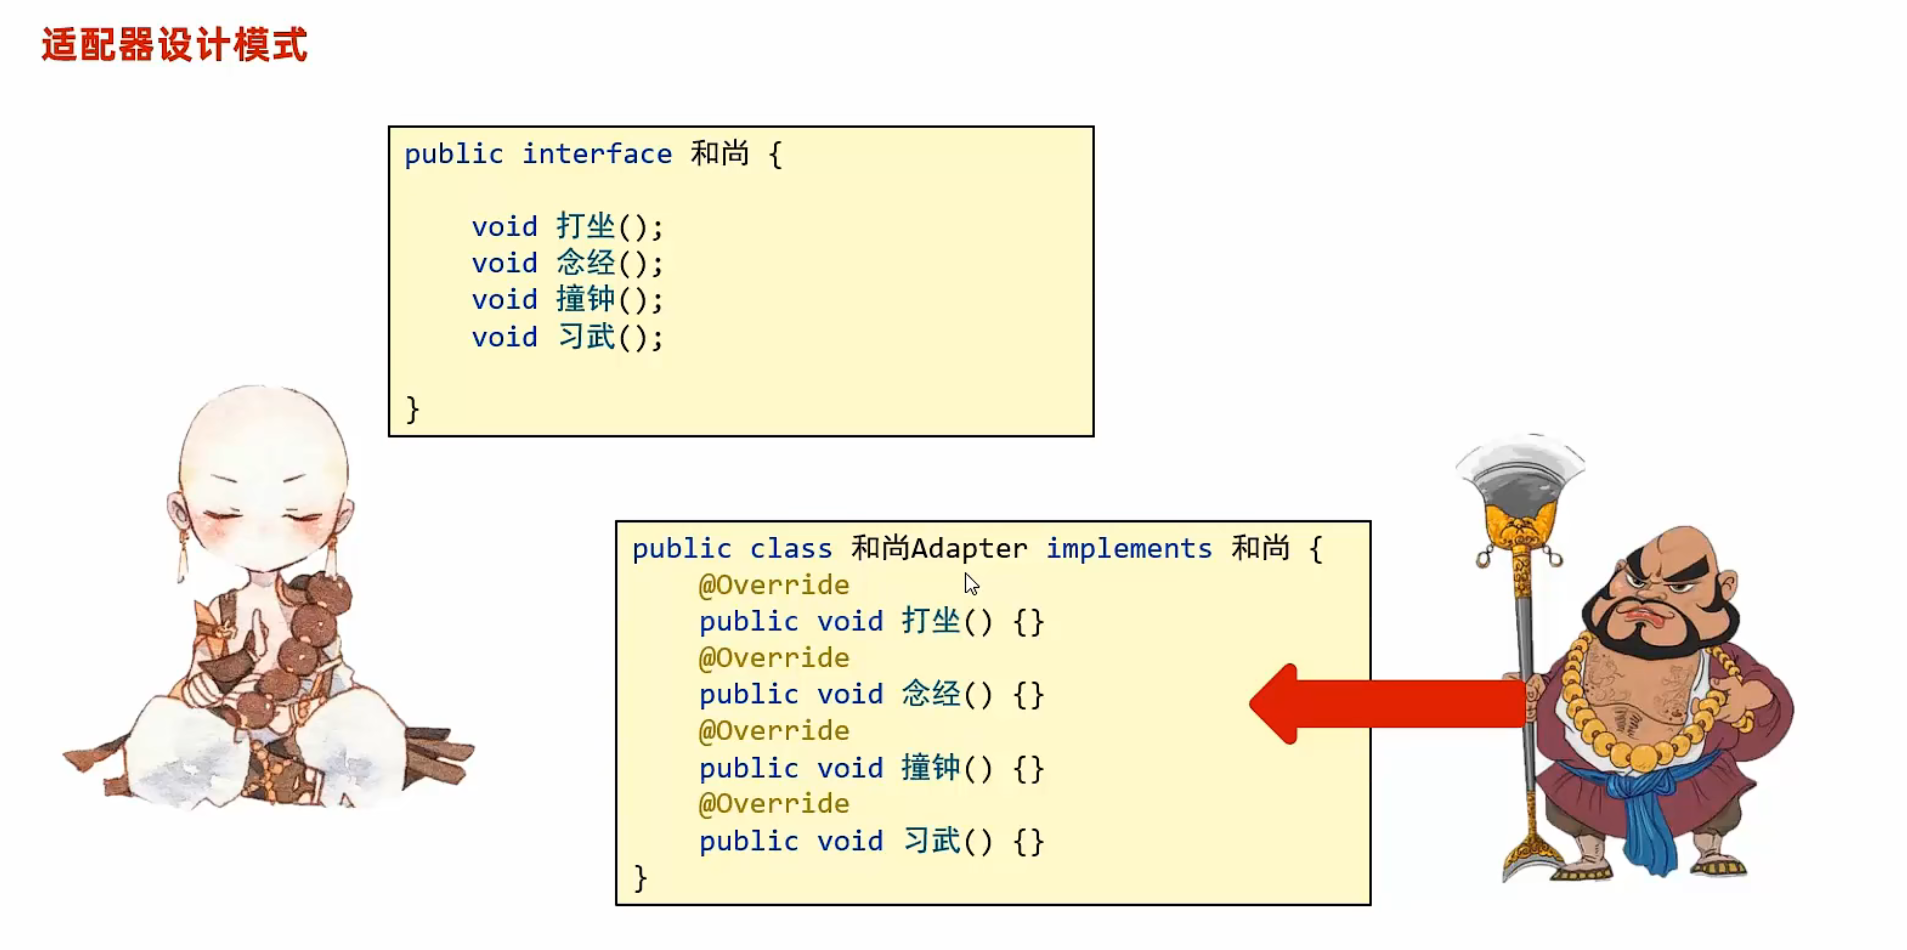 适配器设计模式
public interface 和尚 {
void 打坐();
void 念经();
void 撞钟();
void 习武();
}
public class 和尚Adapter implements 和尚 {
@Override
public void 打坐() {}
@Override
public void 念经() {}
@Override
public void 撞钟() {}
@Override
public void 习武() {}
}